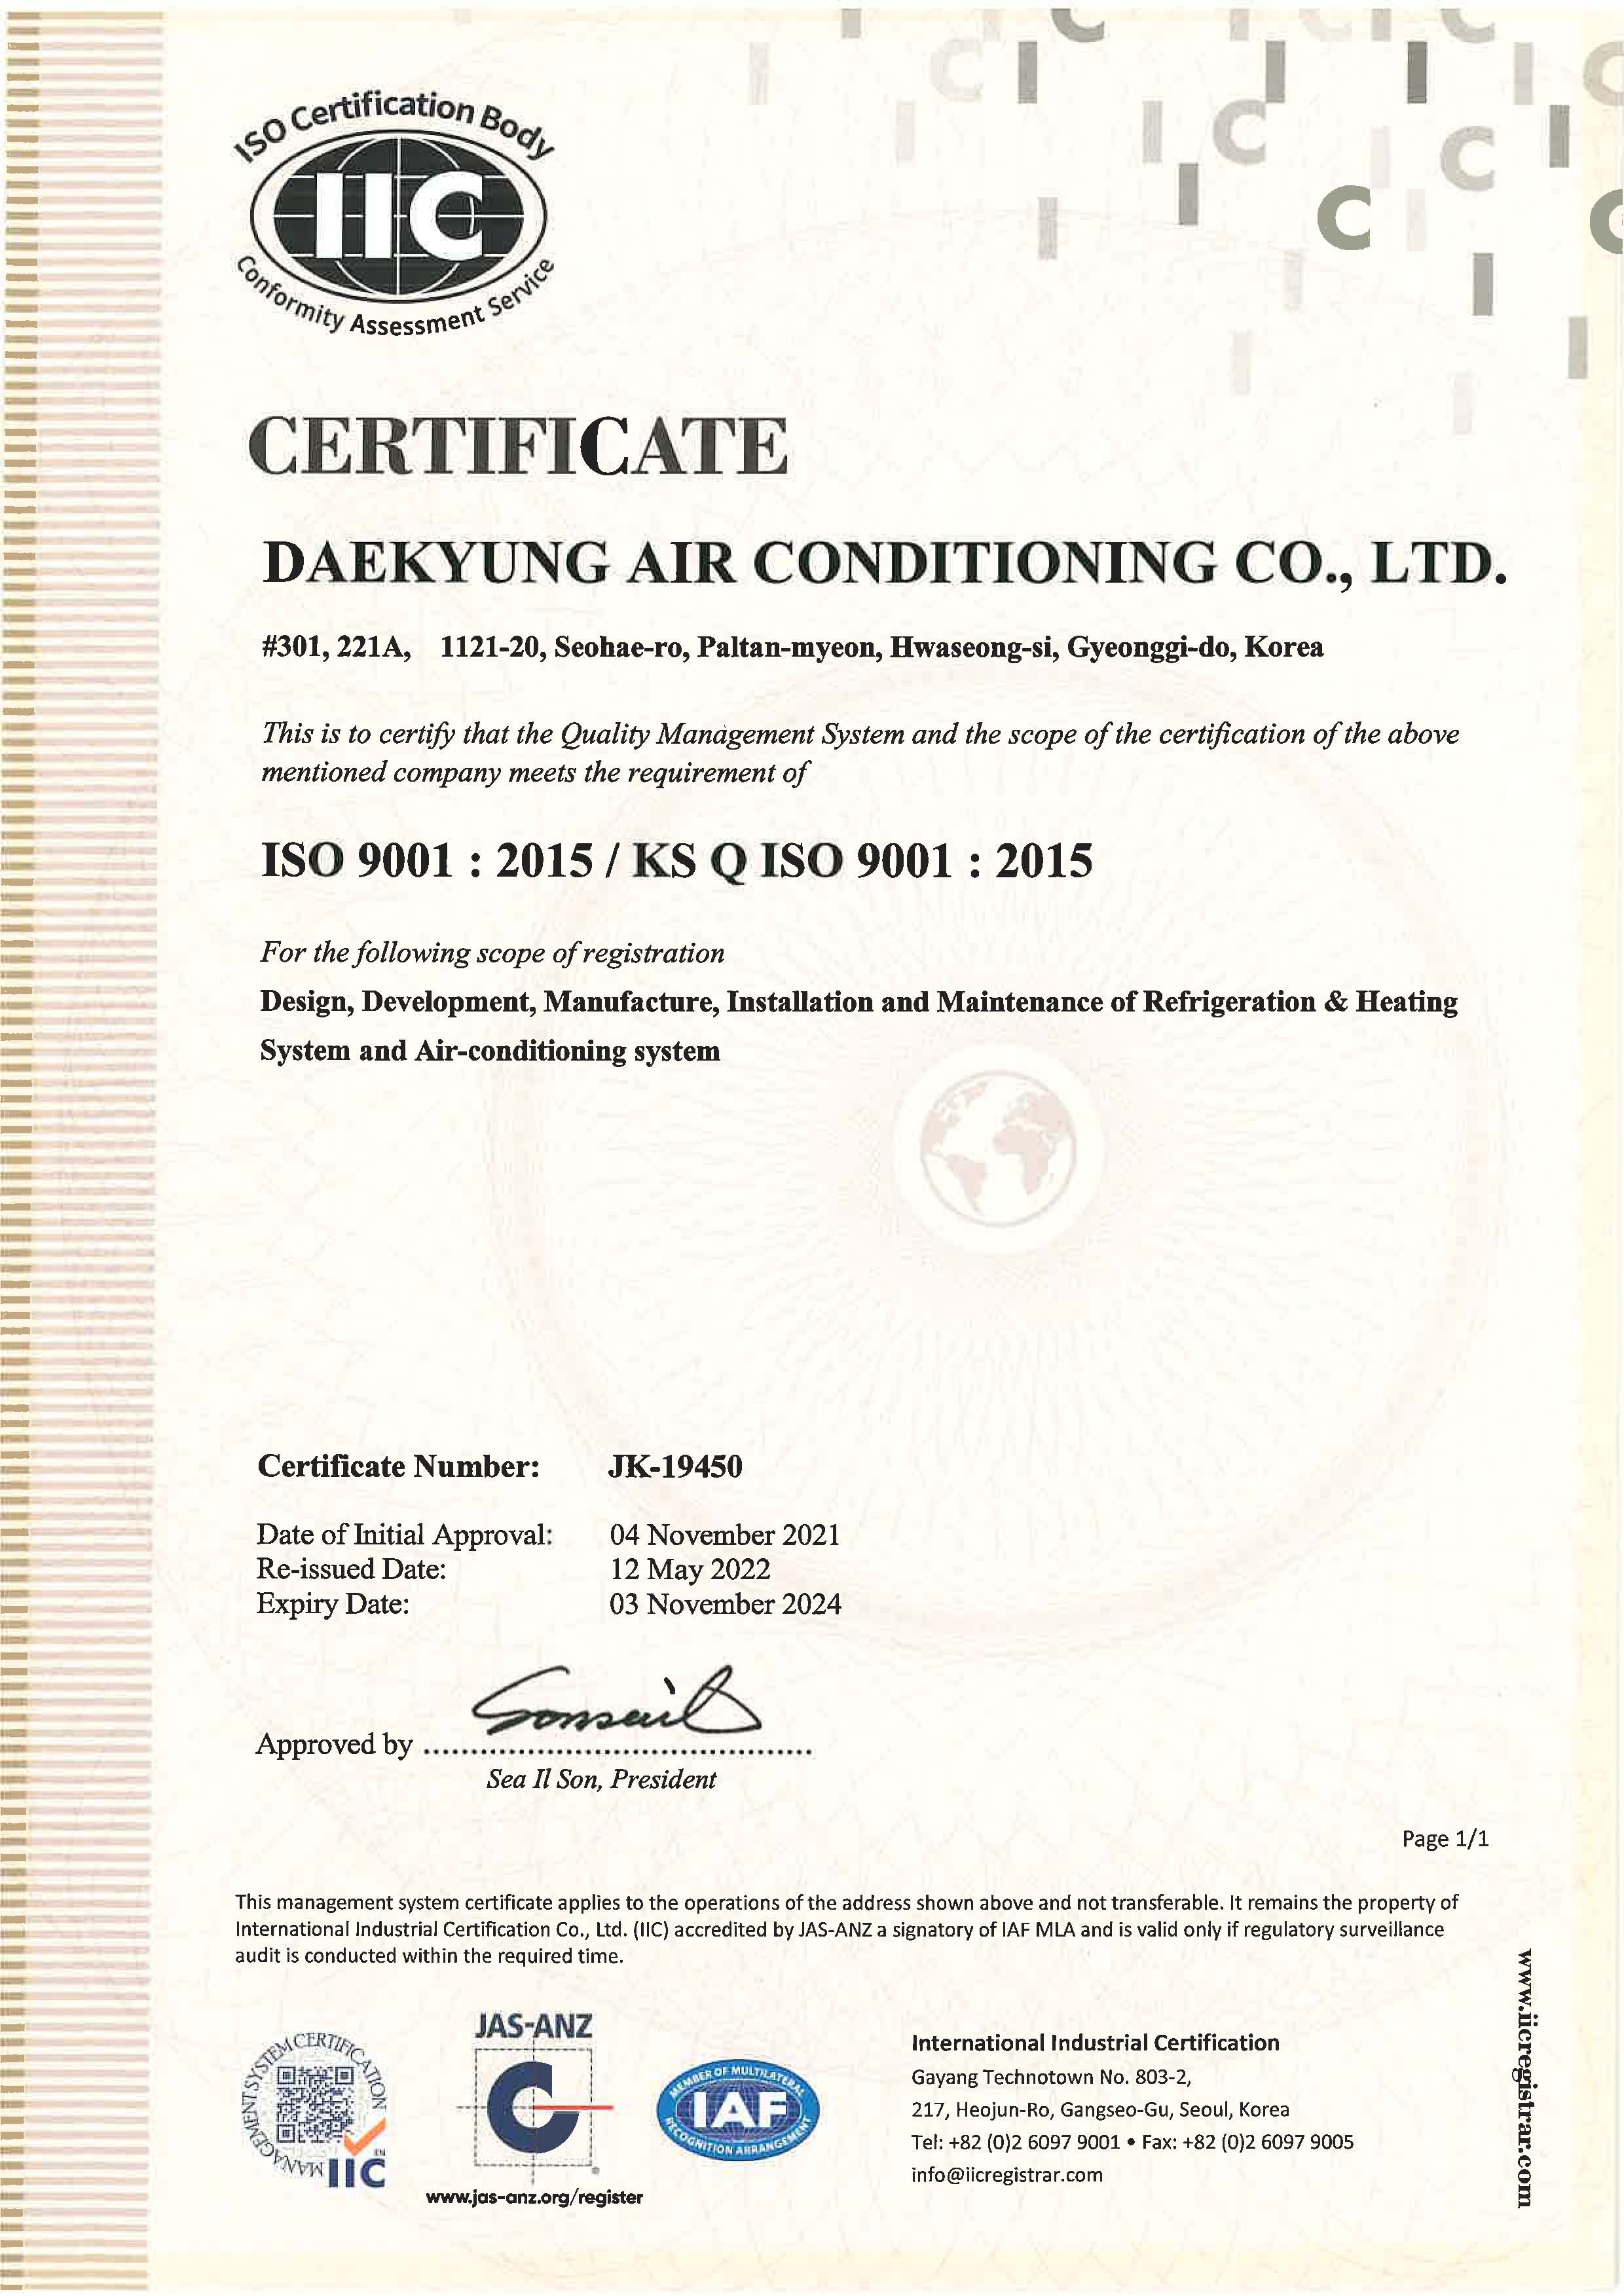 ISO Certification Body
IIC
Conformity Assessment Service
CERTIFICATE
DAEKYUNG AIR CONDITIONING CO., LTD.
#301, 221A, 1121-20, Seohae-ro, Paltan-myeon, Hwaseong-si, Gyeonggi-do, Korea
This is to certify that the Quality Management System and the scope of the certification of the above
mentioned company meets the requirement of
ISO 9001 : 2015 / KS Q ISO 9001 : 2015
For the following scope of registration
Design, Development, Manufacture, Installation and Maintenance of Refrigeration & Heating
System and Air-conditioning system
Certificate Number: JK-19450
Date of Initial Approval: 04 November 2021
Re-issued Date: 12 May 2022
Expiry Date: 03 November 2024
Approved by
Sea Il Son, President
Page 1/1
This management system certificate applies to the operations of the address shown above and not transferable. It remains the property of
International Industrial Certification Co., Ltd. (IIC) accredited by JAS-ANZ a signatory of IAF MLA and is valid only if regulatory surveillance
audit is conducted within the required time.
MANAGEMENT SYSTEM CERTIFICATION
IIC
JAS-ANZ
C
www.jas-anz.org/register
MEMBER OF MULTILATERAL
IAF
RECOGNITION ARRANGEMENT
International Industrial Certification
Gayang Technotown No. 803-2,
217, Heojun-Ro, Gangseo-Gu, Seoul, Korea
Tel: +82 (0)2 6097 9001 • Fax: +82 (0)2 6097 9005
info@iicregistrar.com
www.iicregistrar.com